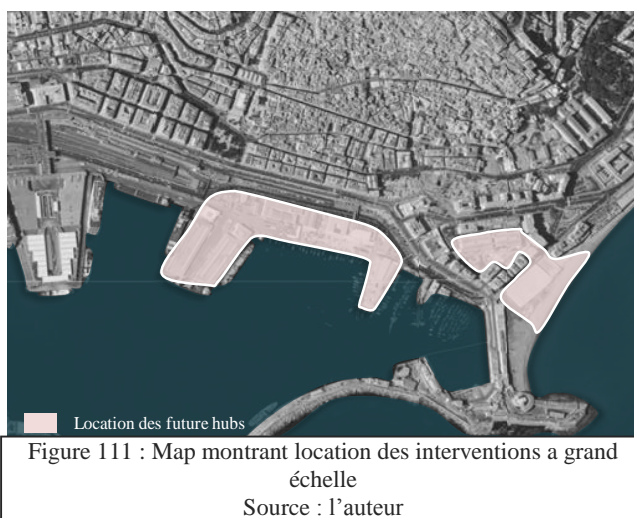 Location des future hubs
Figure 111 : Map montrant location des interventions a grand
échelle
Source : l’auteur